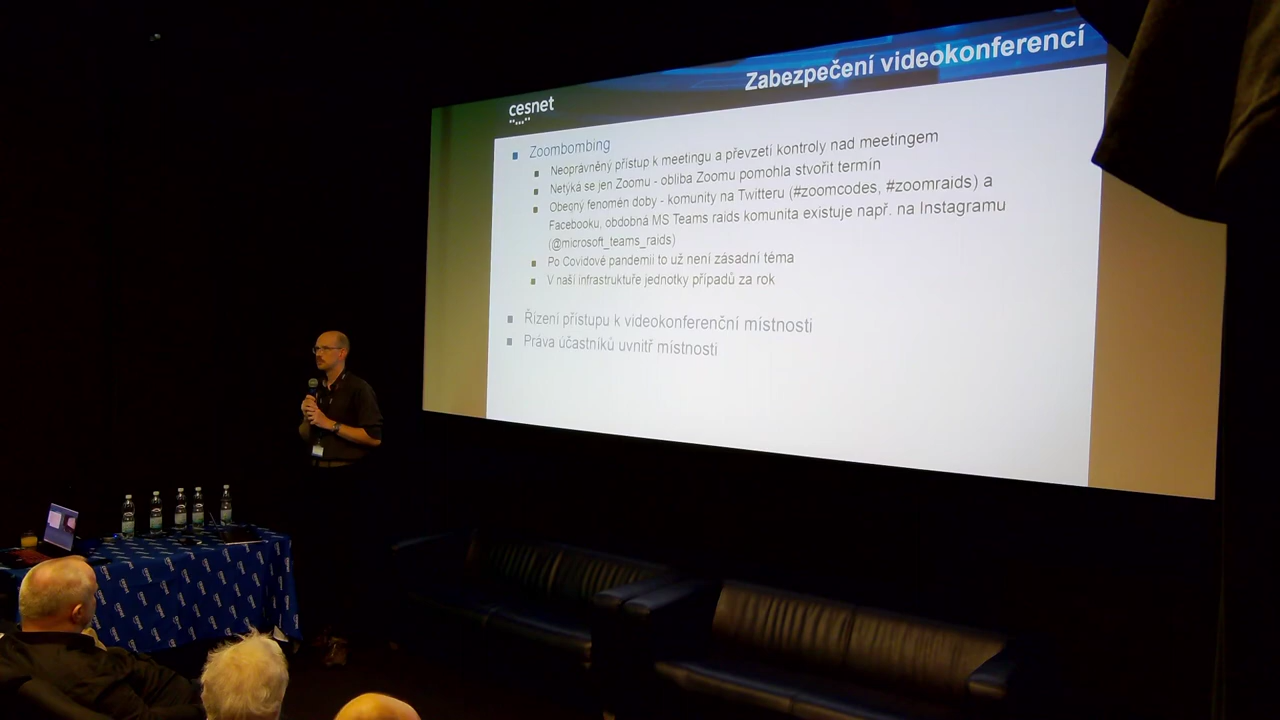 Zabezpečení videokonferencí
cesnet
Zoombombing
Neoprávněný přístup k meetingu a převzetí kontroly nad meetingem
Netýká se jen Zoomu - obliba Zoomu pomohla stvořit termín
Obecný fenomén doby - komunity na Twitteru (#zoomcodes, #zoomraids) a
Facebooku, obdobná MS Teams raids komunita existuje např. na Instagramu
(@microsoft_teams_raids)
Po Covidové pandemii to už není zásadní téma
V naší infrastruktuře jednotky případů za rok
Řízení přístupu k videokonferenční místnosti
Práva účastníků uvnitř místnosti
cesnet